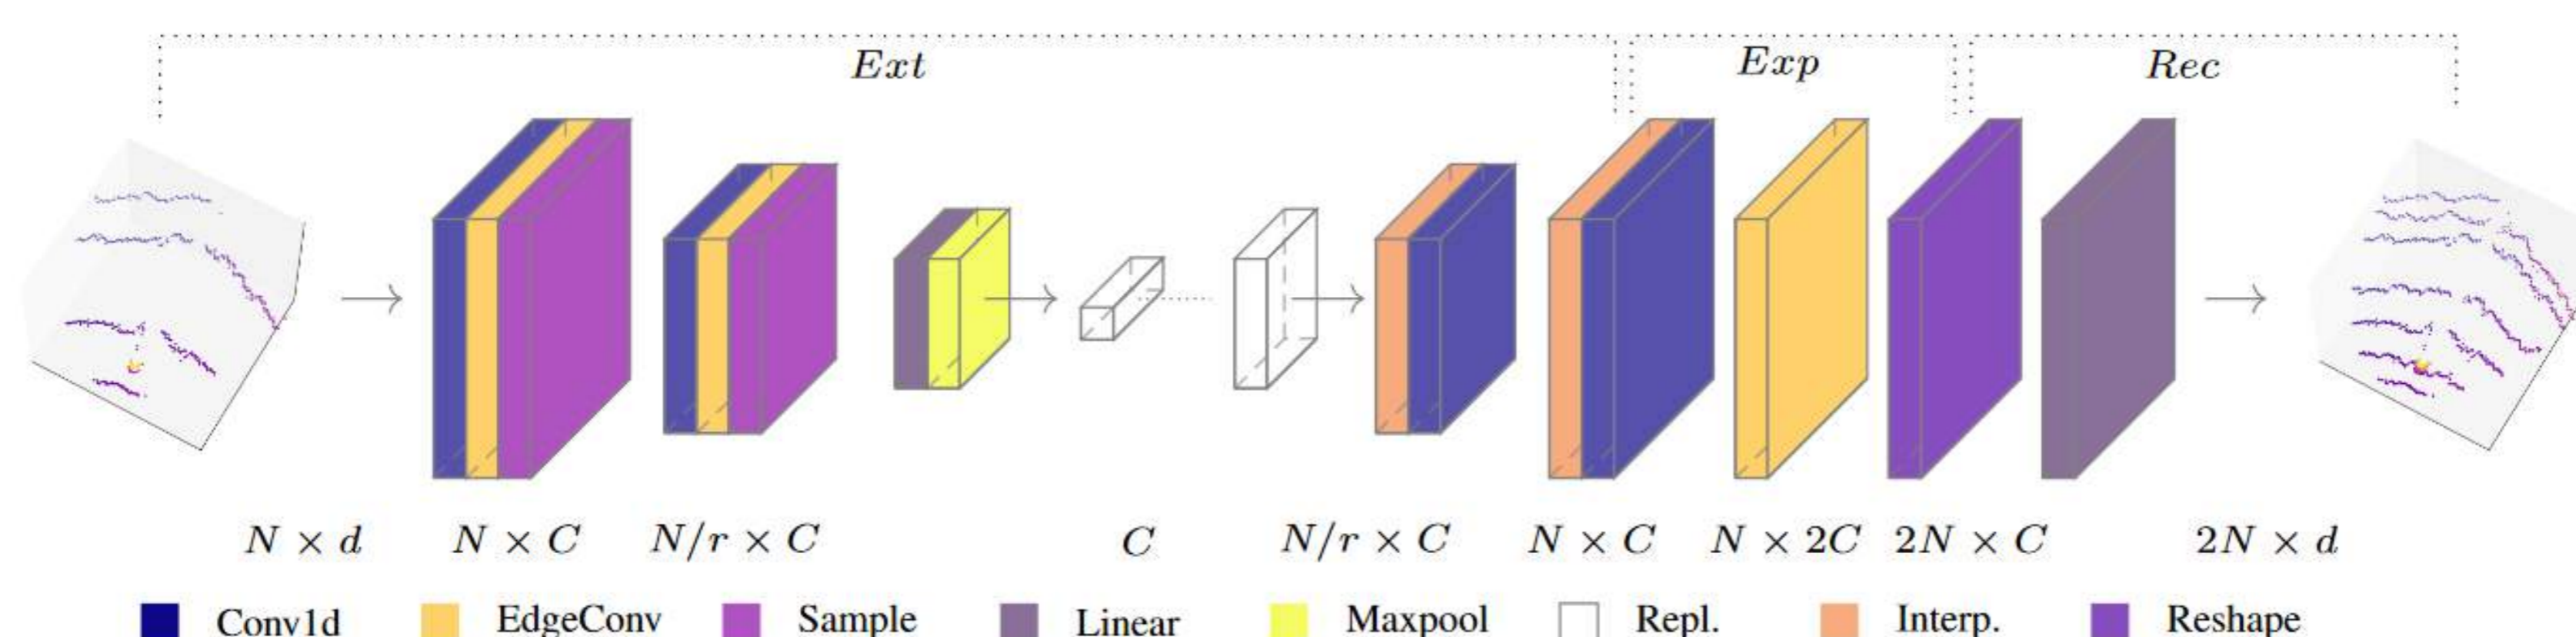 Ext Exp Rec
N × d N × C N/r × C C N/r × C N × C N × 2C 2N × C 2N × d
Conv1d EdgeConv Sample Linear Maxpool Repl. Interp. Reshape